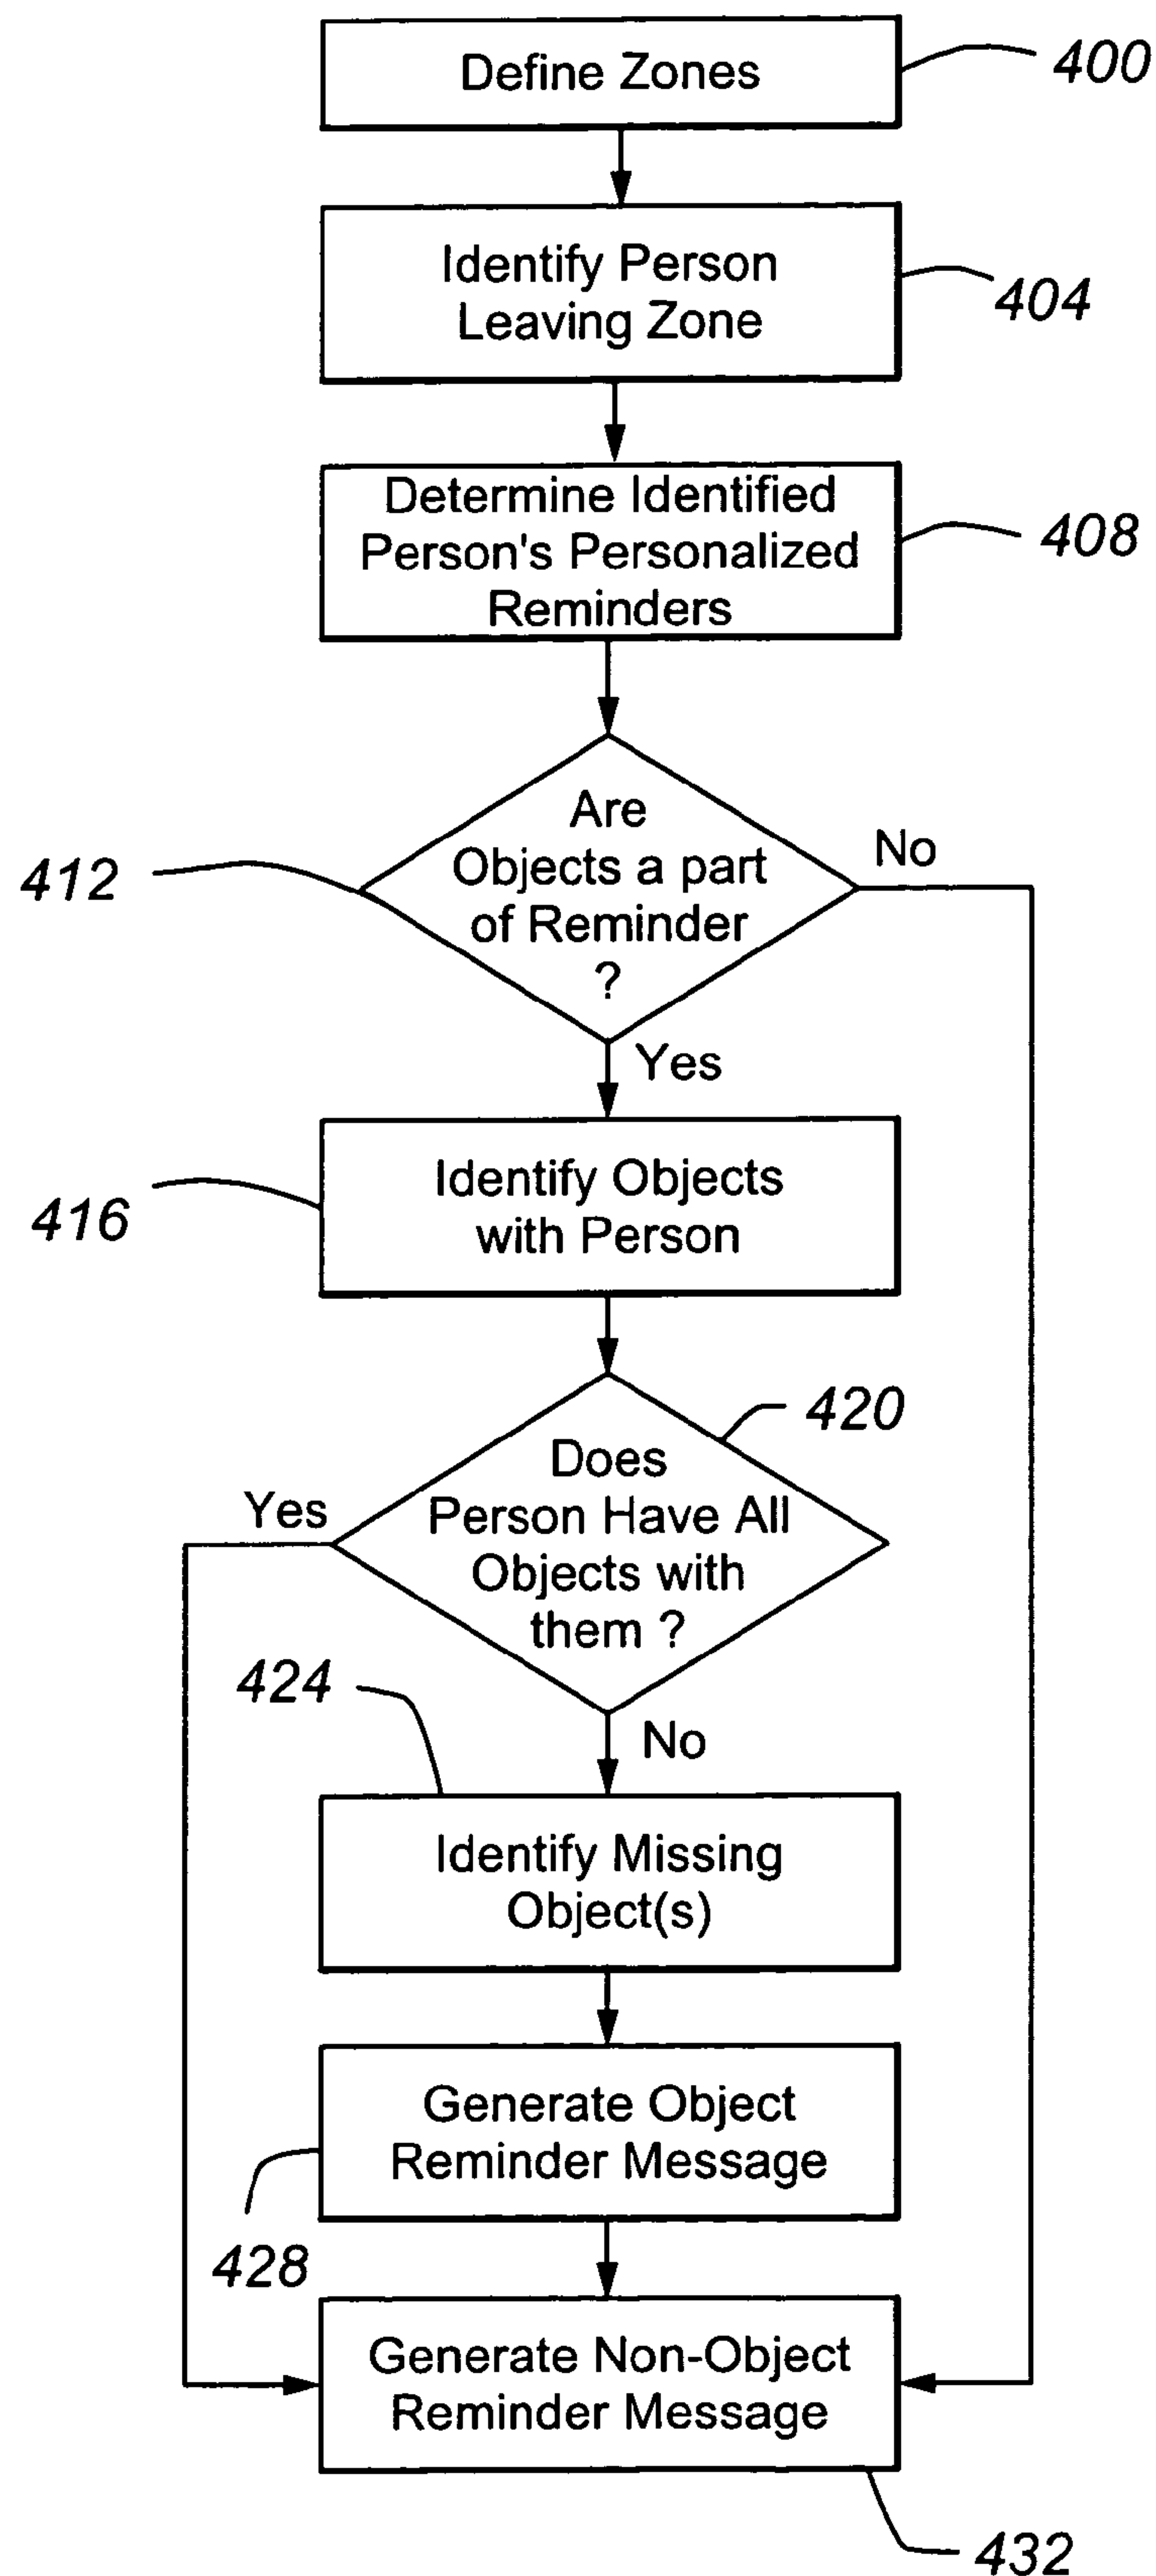 Define Zones
400
Identify Person
Leaving Zone
404
Determine Identified
Person's Personalized
Reminders
408
Are
Objects a part
of Reminder
?
412
No
Yes
Identify Objects
with Person
416
420
Does
Person Have All
Objects with
them ?
Yes
No
424
Identify Missing
Object(s)
Generate Object
Reminder Message
428
Generate Non-Object
Reminder Message
432